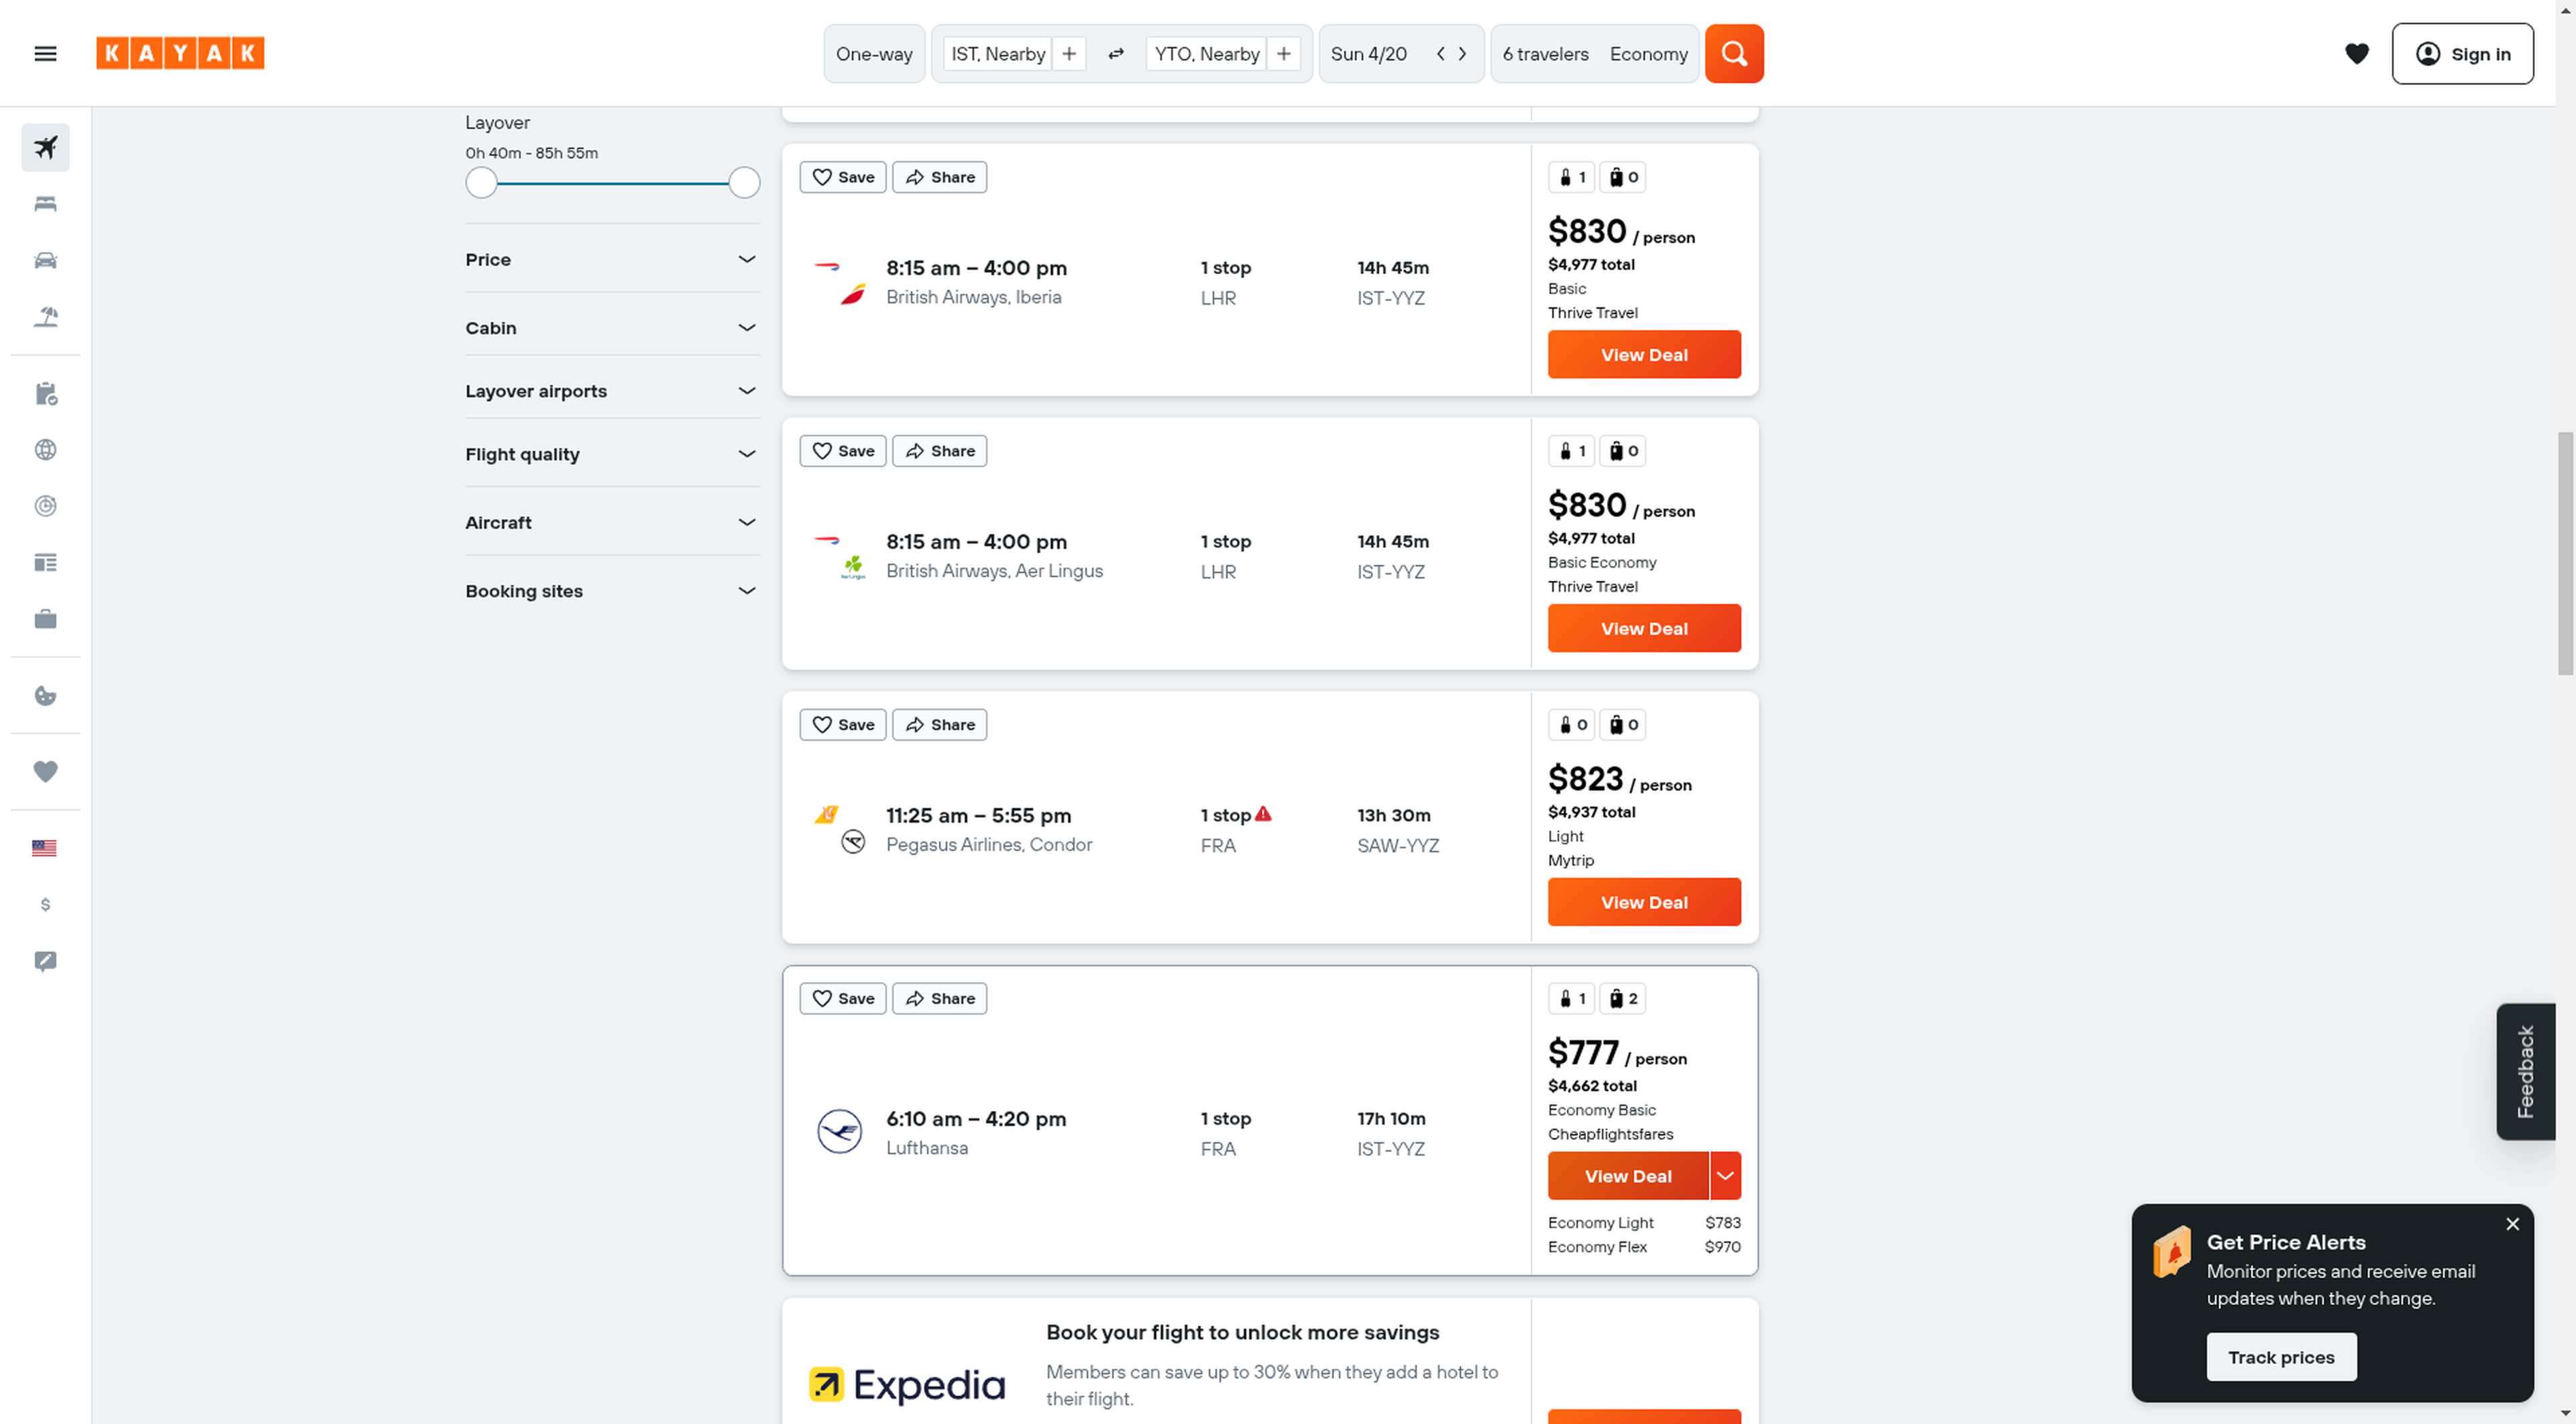 KAYAK
One-way
IST, Nearby
YTO, Nearby
Sun 4/20
6 travelers Economy
Sign in
Layover
0h 40m - 85h 55m
Price
Cabin
Layover airports
Flight quality
Aircraft
Booking sites
$
Save Share
8:15 am – 4:00 pm
British Airways, Iberia
1 stop
LHR
14h 45m
IST-YYZ
1 0
$830 / person
$4,977 total
Basic
Thrive Travel
View Deal
Save Share
8:15 am – 4:00 pm
British Airways, Aer Lingus
1 stop
LHR
14h 45m
IST-YYZ
1 0
$830 / person
$4,977 total
Basic Economy
Thrive Travel
View Deal
Save Share
11:25 am – 5:55 pm
Pegasus Airlines, Condor
1 stop
FRA
13h 30m
SAW-YYZ
0 0
$823 / person
$4,937 total
Light
Mytrip
View Deal
Save Share
6:10 am – 4:20 pm
Lufthansa
1 stop
FRA
17h 10m
IST-YYZ
1 2
$777 / person
$4,662 total
Economy Basic
Cheapflightsfares
View Deal
Economy Light $783
Economy Flex $970
Expedia
Book your flight to unlock more savings
Members can save up to 30% when they add a hotel to
their flight.
Feedback
Get Price Alerts
Monitor prices and receive email
updates when they change.
Track prices